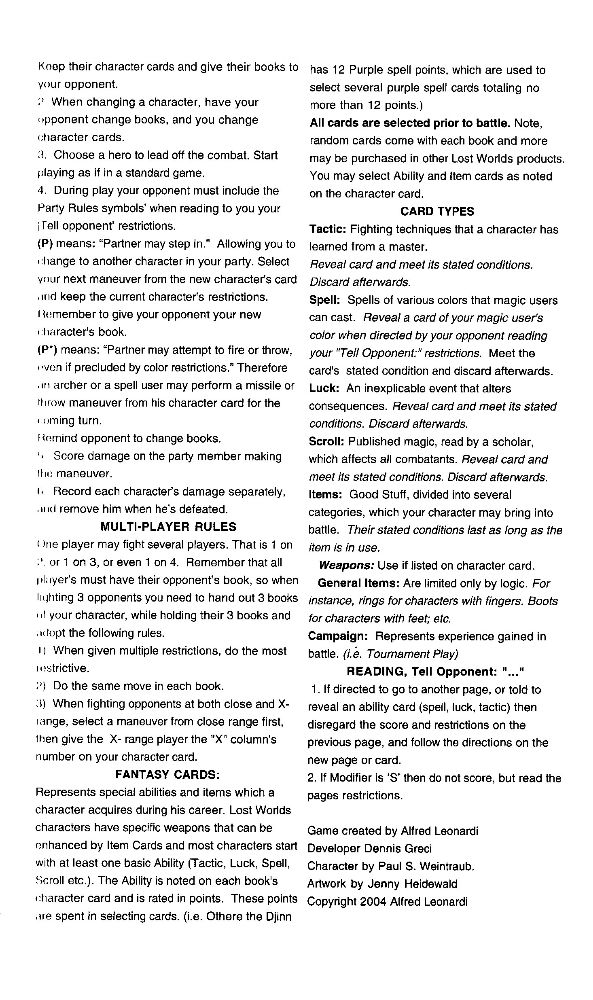 Keep their character cards and give their books to
your opponent.
2 When changing a character, have your
opponent change books, and you change
character cards.
3. Choose a hero to lead off the combat. Start
playing as if in a standard game.
4. During play your opponent must include the
Party Rules symbols' when reading to you your
'Tell opponent' restrictions.
(P) means: "Partner may step in." Allowing you to
change to another character in your party. Select
your next maneuver from the new character's card
and keep the current character's restrictions.
Remember to give your opponent your new
character's book.
(P*) means: "Partner may attempt to fire or throw,
even if precluded by color restrictions." Therefore
an archer or a spell user may perform a missile or
throw maneuver from his character card for the
coming turn.
Remind opponent to change books.
5 Score damage on the party member making
the maneuver.
6 Record each character's damage separately,
and remove him when he's defeated.
MULTI-PLAYER RULES
One player may fight several players. That is 1 on
2, or 1 on 3, or even 1 on 4. Remember that all
player's must have their opponent's book, so when
fighting 3 opponents you need to hand out 3 books
of your character, while holding their 3 books and
adopt the following rules.
1) When given multiple restrictions, do the most
restrictive.
2) Do the same move in each book.
3) When fighting opponents at both close and X-
range, select a maneuver from close range first,
then give the X- range player the "X" column's
number on your character card.
FANTASY CARDS:
Represents special abilities and items which a
character acquires during his career. Lost Worlds
characters have specific weapons that can be
enhanced by Item Cards and most characters start
with at least one basic Ability (Tactic, Luck, Spell,
Scroll etc.). The Ability is noted on each book's
character card and is rated in points. These points
are spent in selecting cards. (i.e. Othere the Djinn
has 12 Purple spell points, which are used to
select several purple spell cards totaling no
more than 12 points.)
All cards are selected prior to battle. Note,
random cards come with each book and more
may be purchased in other Lost Worlds products.
You may select Ability and Item cards as noted
on the character card.
CARD TYPES
Tactic: Fighting techniques that a character has
learned from a master.
Reveal card and meet its stated conditions.
Discard afterwards.
Spell: Spells of various colors that magic users
can cast. Reveal a card of your magic user's
color when directed by your opponent reading
your "Tell Opponent:" restrictions. Meet the
card's stated condition and discard afterwards.
Luck: An inexplicable event that alters
consequences. Reveal card and meet its stated
conditions. Discard afterwards.
Scroll: Published magic, read by a scholar,
which affects all combatants. Reveal card and
meet its stated conditions. Discard afterwards.
Items: Good Stuff, divided into several
categories, which your character may bring into
battle. Their stated conditions last as long as the
item is in use.
Weapons: Use if listed on character card.
General Items: Are limited only by logic. For
instance, rings for characters with fingers. Boots
for characters with feet; etc.
Campaign: Represents experience gained in
battle. (i.e. Tournament Play)
READING, Tell Opponent: "..."
1. If directed to go to another page, or told to
reveal an ability card (spell, luck, tactic) then
disregard the score and restrictions on the
previous page, and follow the directions on the
new page or card.
2. If Modifier is 'S' then do not score, but read the
pages restrictions.
Game created by Alfred Leonardi
Developer Dennis Greci
Character by Paul S. Weintraub.
Artwork by Jenny Heidewald
Copyright 2004 Alfred Leonardi